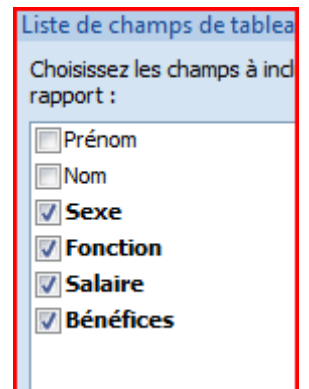 Liste de champs de tablea
Choisissez les champs à incl
rapport :
Prénom
Nom
Sexe
Fonction
Salaire
Bénéfices